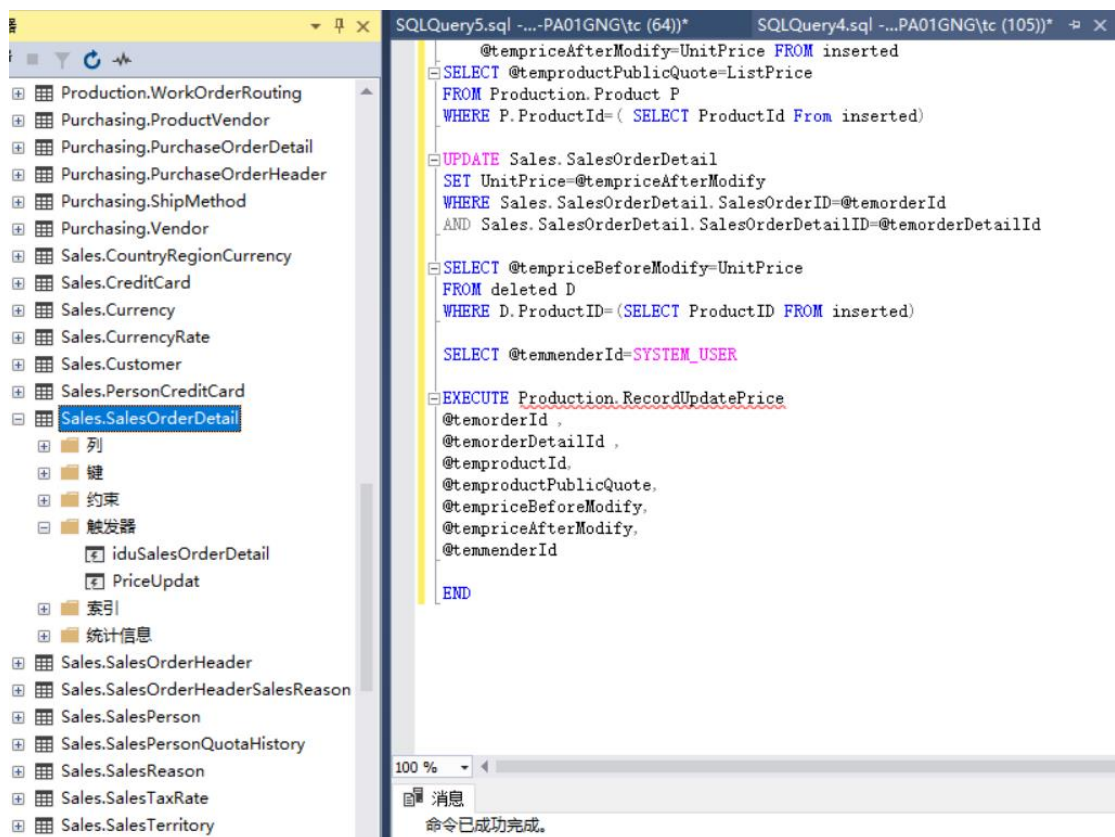 器
Production.WorkOrderRouting
Purchasing.ProductVendor
Purchasing.PurchaseOrderDetail
Purchasing.PurchaseOrderHeader
Purchasing.ShipMethod
Purchasing.Vendor
Sales.CountryRegionCurrency
Sales.CreditCard
Sales.Currency
Sales.CurrencyRate
Sales.Customer
Sales.PersonCreditCard
Sales.SalesOrderDetail
列
键
约束
触发器
iduSalesOrderDetail
PriceUpdat
索引
统计信息
Sales.SalesOrderHeader
Sales.SalesOrderHeaderSalesReason
Sales.SalesPerson
Sales.SalesPersonQuotaHistory
Sales.SalesReason
Sales.SalesTaxRate
Sales.SalesTerritory
SQLQuery5.sql -...-PA01GNG\tc (64))*
SQLQuery4.sql -...PA01GNG\tc (105))*
@tempriceAfterModify=UnitPrice FROM inserted
SELECT @temproductPublicQuote=ListPrice
FROM Production.Product P
WHERE P.ProductId=( SELECT ProductId From inserted)
UPDATE Sales.SalesOrderDetail
SET UnitPrice=@tempriceAfterModify
WHERE Sales.SalesOrderDetail.SalesOrderID=@temorderId
AND Sales.SalesOrderDetail.SalesOrderDetailID=@temorderDetailId
SELECT @tempriceBeforeModify=UnitPrice
FROM deleted D
WHERE D.ProductID=(SELECT ProductID FROM inserted)
SELECT @temmenderId=SYSTEM_USER
EXECUTE Production.RecordUpdatePrice
@temorderId ,
@temorderDetailId ,
@temproductId,
@temproductPublicQuote,
@tempriceBeforeModify,
@tempriceAfterModify,
@temmenderId
END
100 %
消息
命令已成功完成。